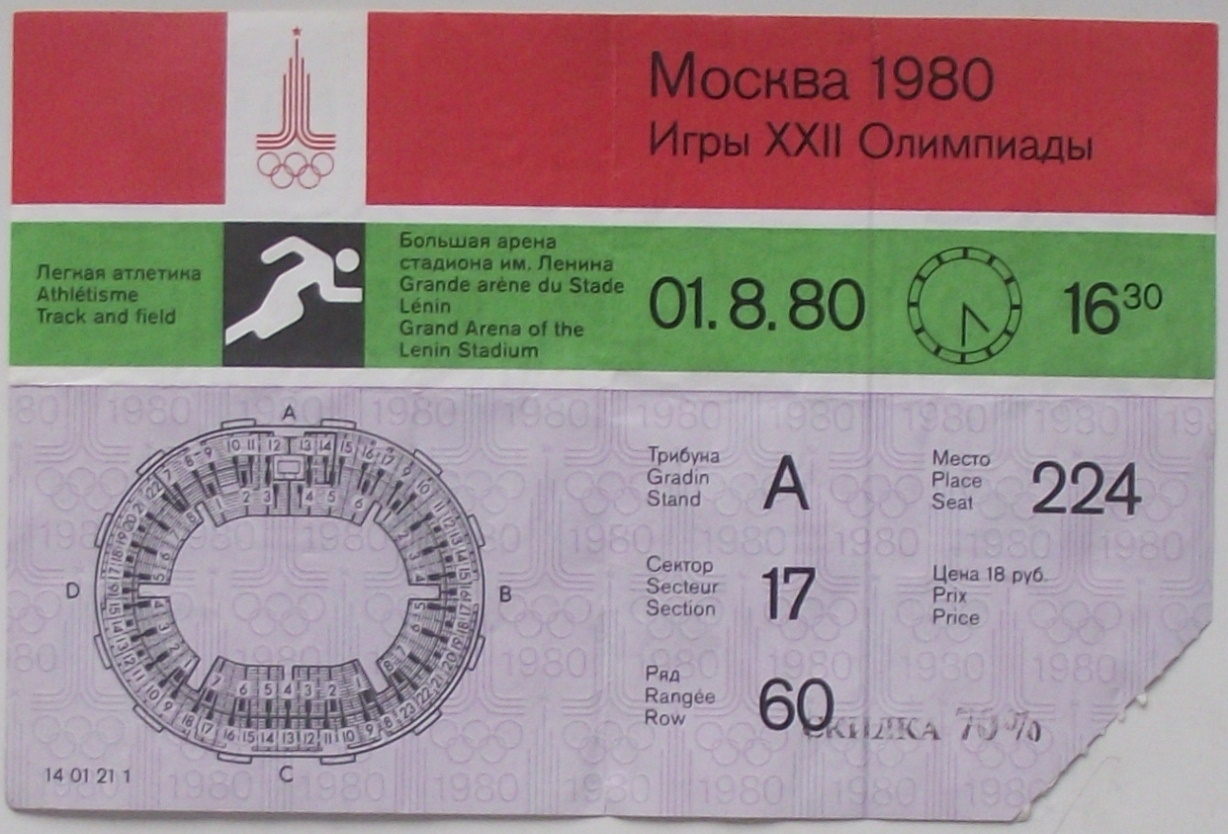 Москва 1980
Игры XXII Олимпиады
Легкая атлетика
Athlétisme
Track and field
Большая арена
стадиона им. Ленина
Grande arène du Stade
Lénin
Grand Arena of the
Lenin Stadium
01.8.80
16³⁰
A
B
C
D
Трибуна
Gradin
Stand
A
Место
Place
Seat
224
Сектор
Secteur
Section
17
Цена 18 руб.
Prix
Price
Ряд
Rangée
Row
60
СКИДКА
14 01 21 1